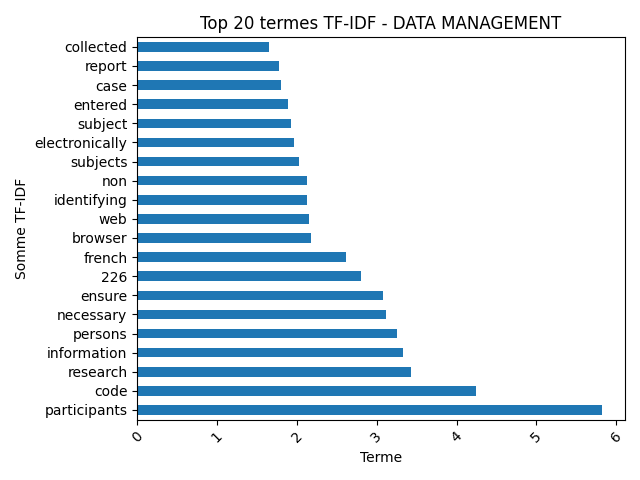 Top 20 termes TF-IDF - DATA MANAGEMENT
collected
report
case
entered
subject
electronically
subjects
non
identifying
web
browser
french
226
ensure
necessary
persons
information
research
code
participants
Somme TF-IDF
0 1 2 3 4 5 6
Terme